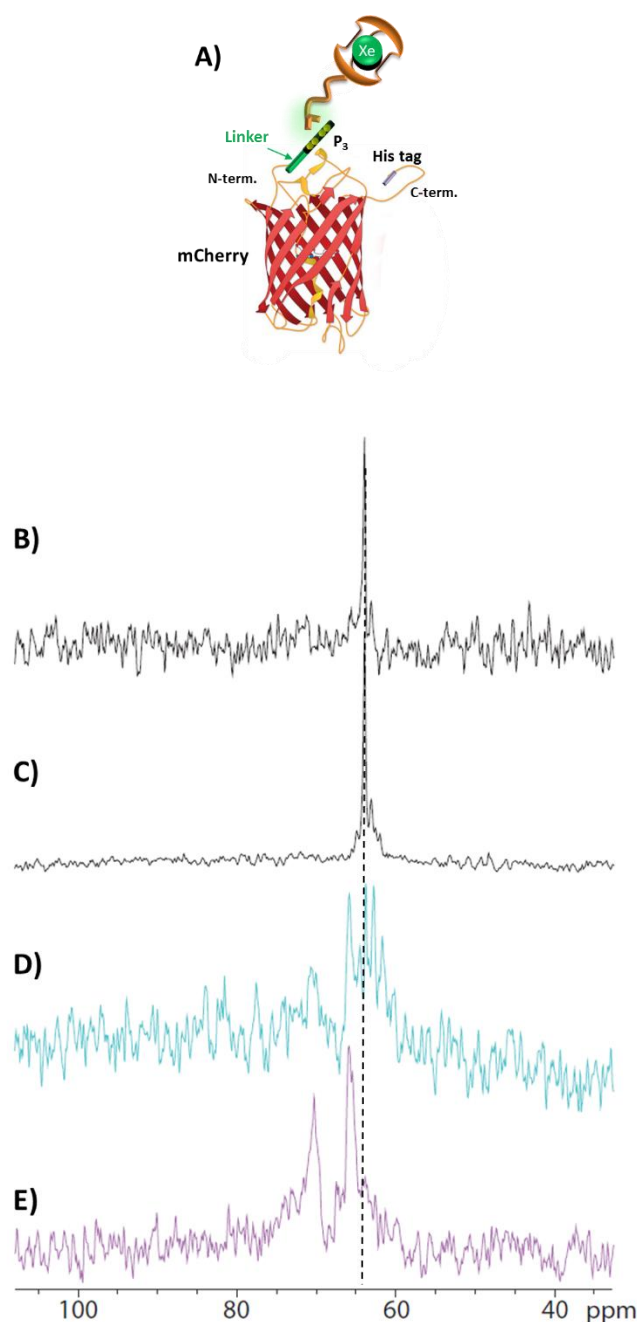 A)
Xe
Linker
P₃
His tag
N-term.
C-term.
mCherry
B)
C)
D)
E)
100 80 60 40 ppm